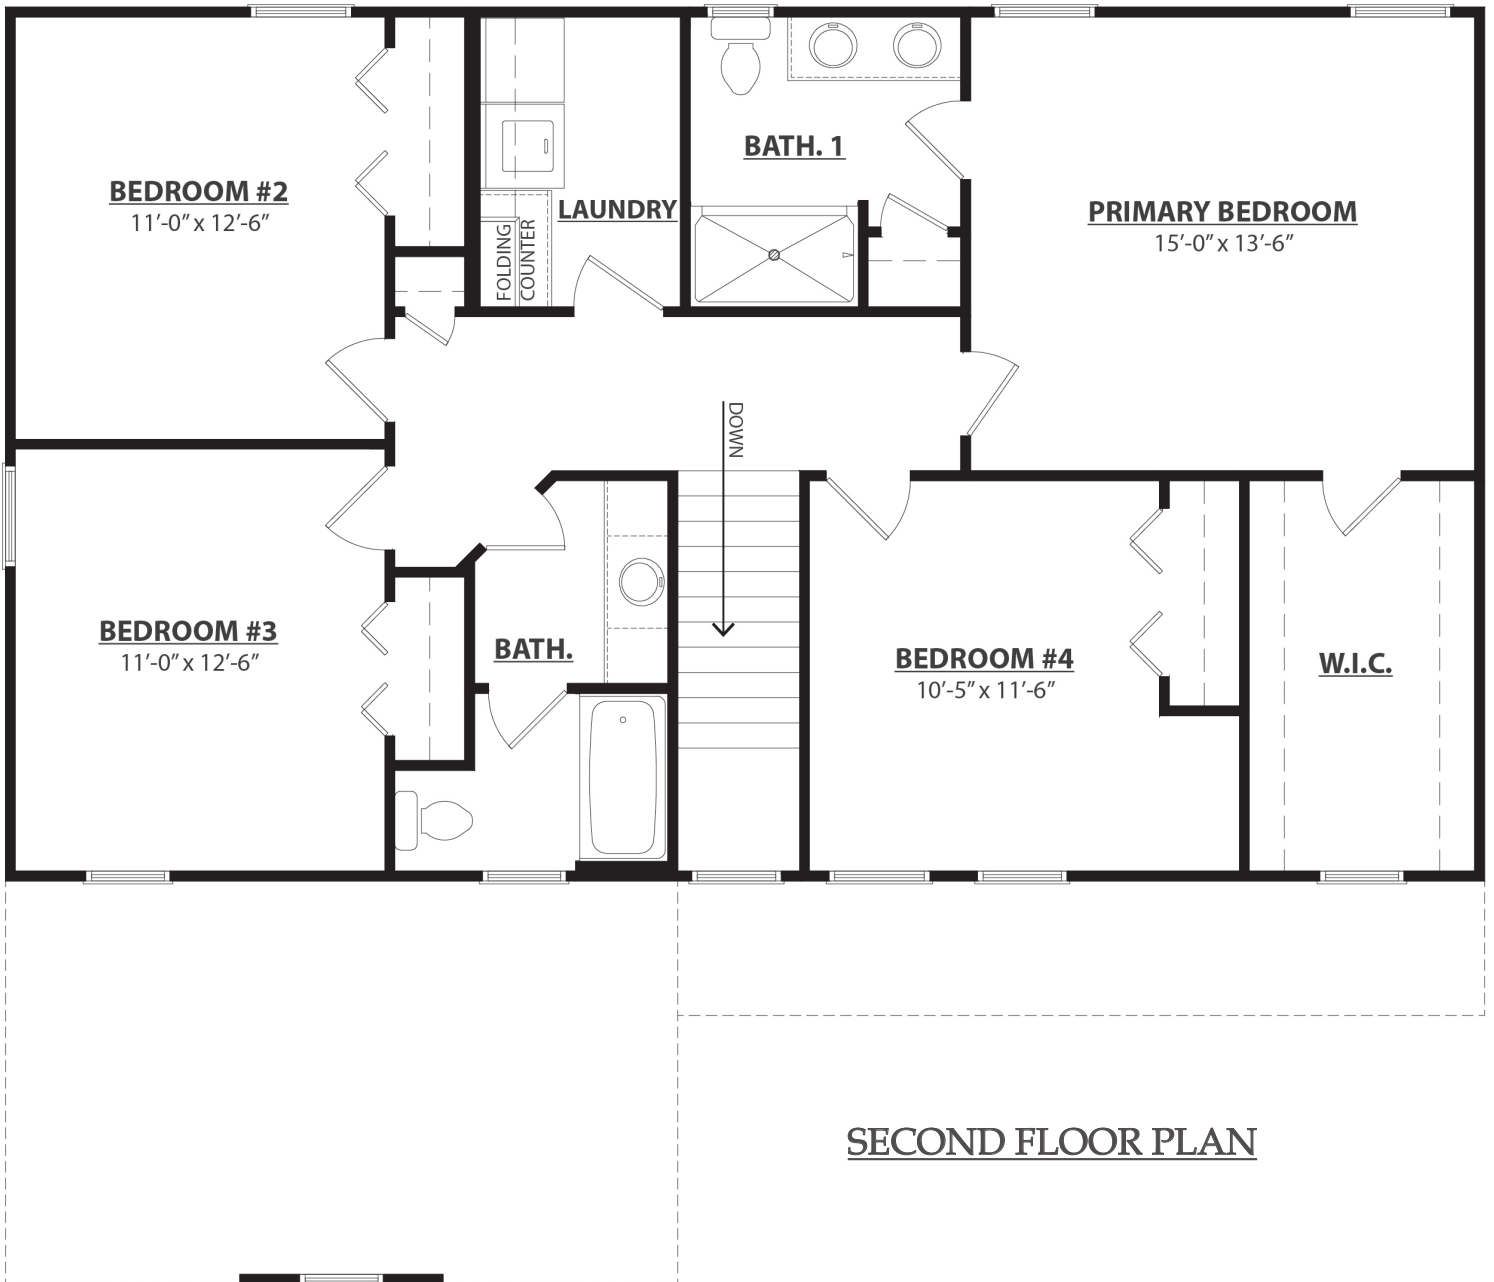 BATH. 1
BEDROOM #2
11’-0” x 12’-6”
LAUNDRY
FOLDING
COUNTER
PRIMARY BEDROOM
15’-0” x 13’-6”
DOWN
BEDROOM #3
11’-0” x 12’-6”
BATH.
BEDROOM #4
10’-5” x 11’-6”
W.I.C.
SECOND FLOOR PLAN